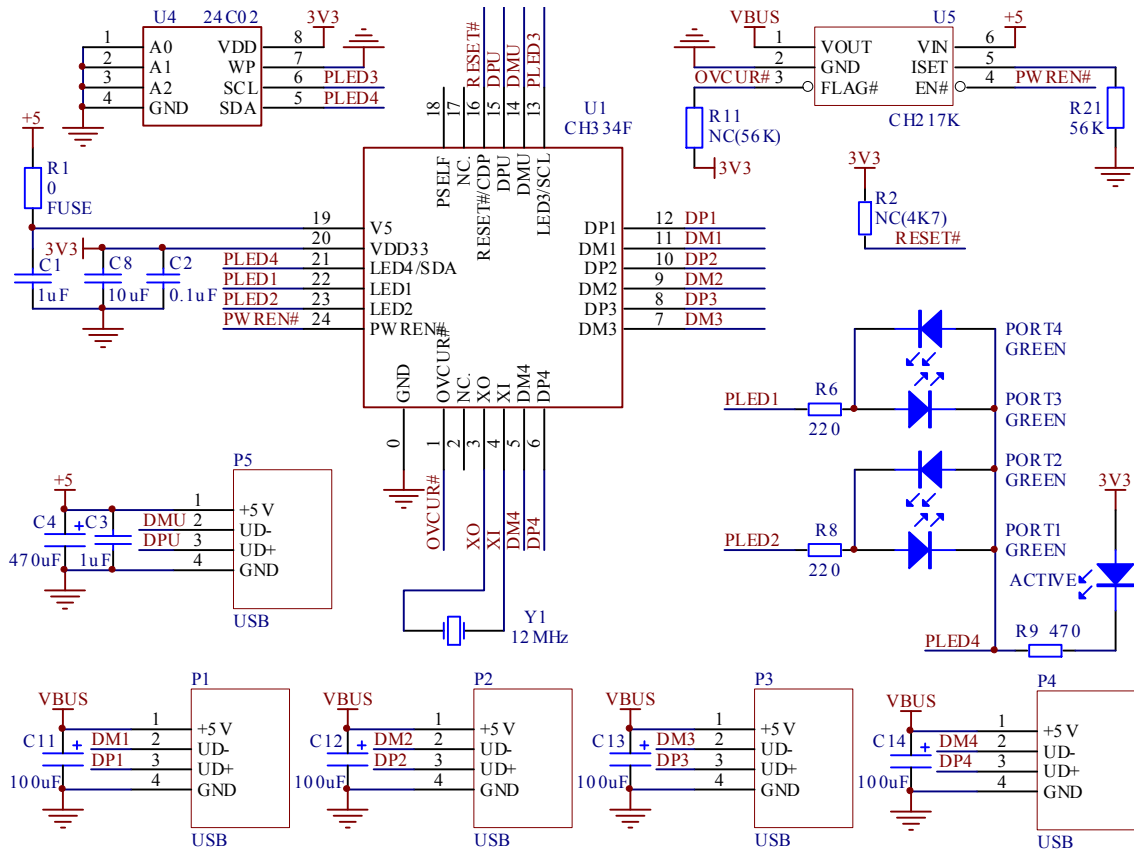 U4 24C02 3V3
1 A0 VDD 8
2 A1 WP 7
3 A2 SCL 6 PLED3
4 GND SDA 5 PLED4
RESET#
DPU
DMU
PLED3
18 17 16 15 14 13
PSELF
NC.
RESET#/CDP
DPU
DMU
LED3/SCL
U1
CH334F
VBUS U5 +5
1 VOUT VIN 6
2 GND ISET 5
OVCUR# 3 FLAG# EN# 4 PWREN#
CH217K
R11
NC(56K)
3V3
R21
56K
3V3
R2
NC(4K7)
RESET#
+5
R1
0
FUSE
19 V5
3V3 20 VDD33
PLED4 21 LED4/SDA
PLED1 22 LED1
PLED2 23 LED2
PWREN# 24 PWREN#
C1
1uF
C8
10uF
C2
0.1uF
DP1 12 DP1
DM1 11 DM1
DP2 10 DP2
DM2 9 DM2
DP3 8 DP3
DM3 7 DM3
GND
OVCUR#
NC.
XO
XI
DM4
DP4
0 1 2 3 4 5 6
OVCUR#
XO
XI
DM4
DP4
Y1
12MHz
PORT4
GREEN
PLED1 R6
220
PORT3
GREEN
PORT2
GREEN
PLED2 R8
220
PORT1
GREEN
3V3
ACTIVE
PLED4 R9 470
P5
+5
1 +5V
C4
470uF
C3
1uF
DMU 2 UD-
DPU 3 UD+
4 GND
USB
P1
VBUS
1 +5V
C11
100uF
DM1 2 UD-
DP1 3 UD+
4 GND
USB
P2
VBUS
1 +5V
C12
100uF
DM2 2 UD-
DP2 3 UD+
4 GND
USB
P3
VBUS
1 +5V
C13
100uF
DM3 2 UD-
DP3 3 UD+
4 GND
USB
P4
VBUS
1 +5V
C14
100uF
DM4 2 UD-
DP4 3 UD+
4 GND
USB